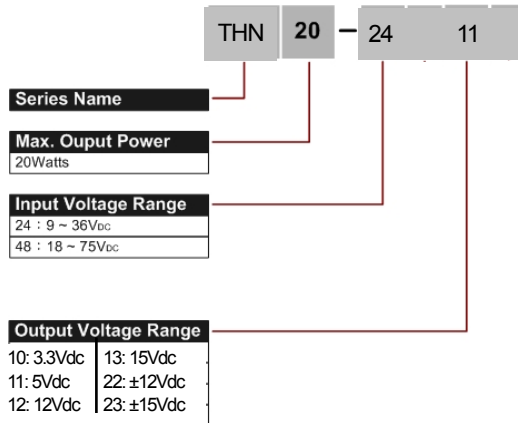 THN 20 - 24 11
Series Name
Max. Ouput Power
20Watts
Input Voltage Range
24 : 9 ~ 36VDC
48 : 18 ~ 75VDC
Output Voltage Range
10: 3.3Vdc 13: 15Vdc
11: 5Vdc 22: ±12Vdc
12: 12Vdc 23: ±15Vdc